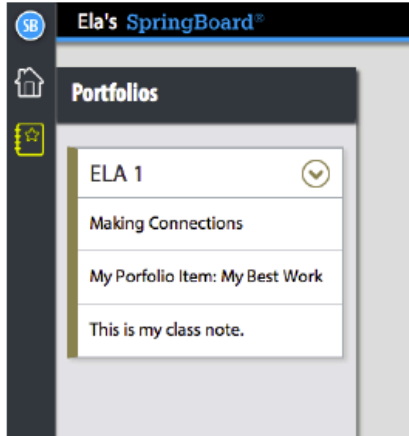 SB
Ela's SpringBoard®
Portfolios
ELA 1
Making Connections
My Porfolio Item: My Best Work
This is my class note.